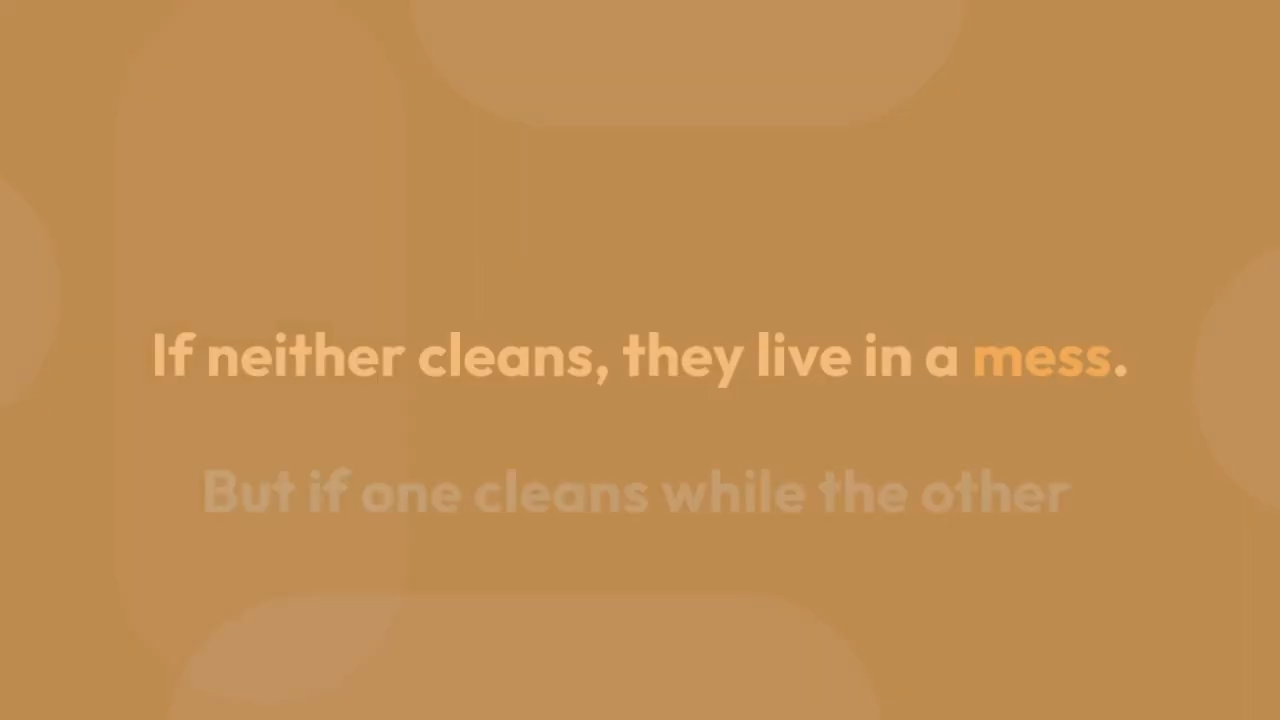 If neither cleans, they live in a mess.
But if one cleans while the other